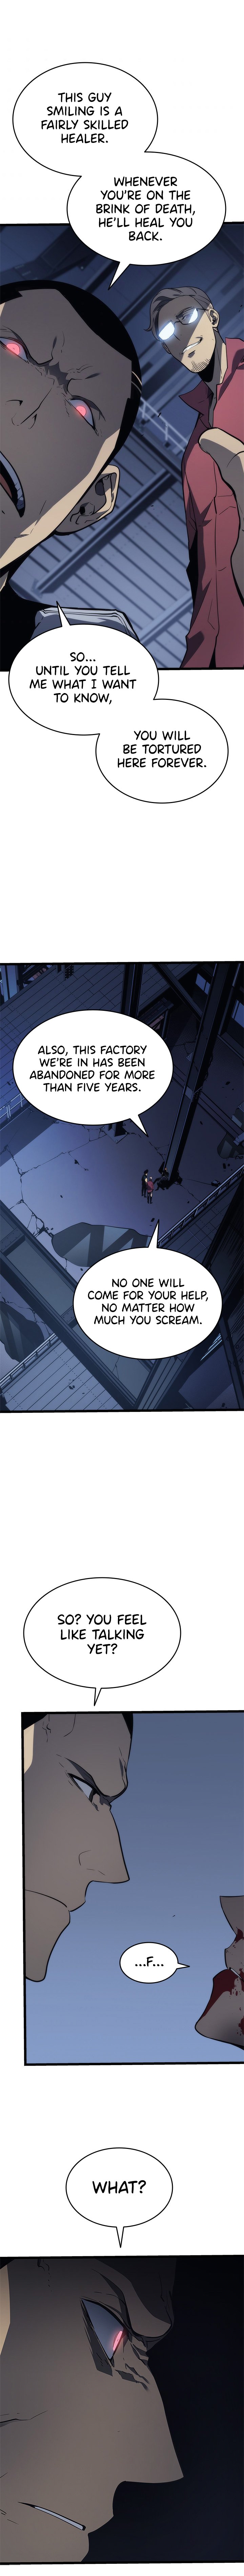 THIS GUY
SMILING IS A
FAIRLY SKILLED
HEALER.
WHENEVER
YOU'RE ON THE
BRINK OF DEATH,
HE'LL HEAL YOU
BACK.
SO...
UNTIL YOU TELL
ME WHAT I WANT
TO KNOW,
YOU WILL
BE TORTURED
HERE FOREVER.
ALSO, THIS FACTORY
WE'RE IN HAS BEEN
ABANDONED FOR MORE
THAN FIVE YEARS.
NO ONE WILL
COME FOR YOUR HELP,
NO MATTER HOW
MUCH YOU SCREAM.
SO? YOU FEEL
LIKE TALKING
YET?
...F...
WHAT?